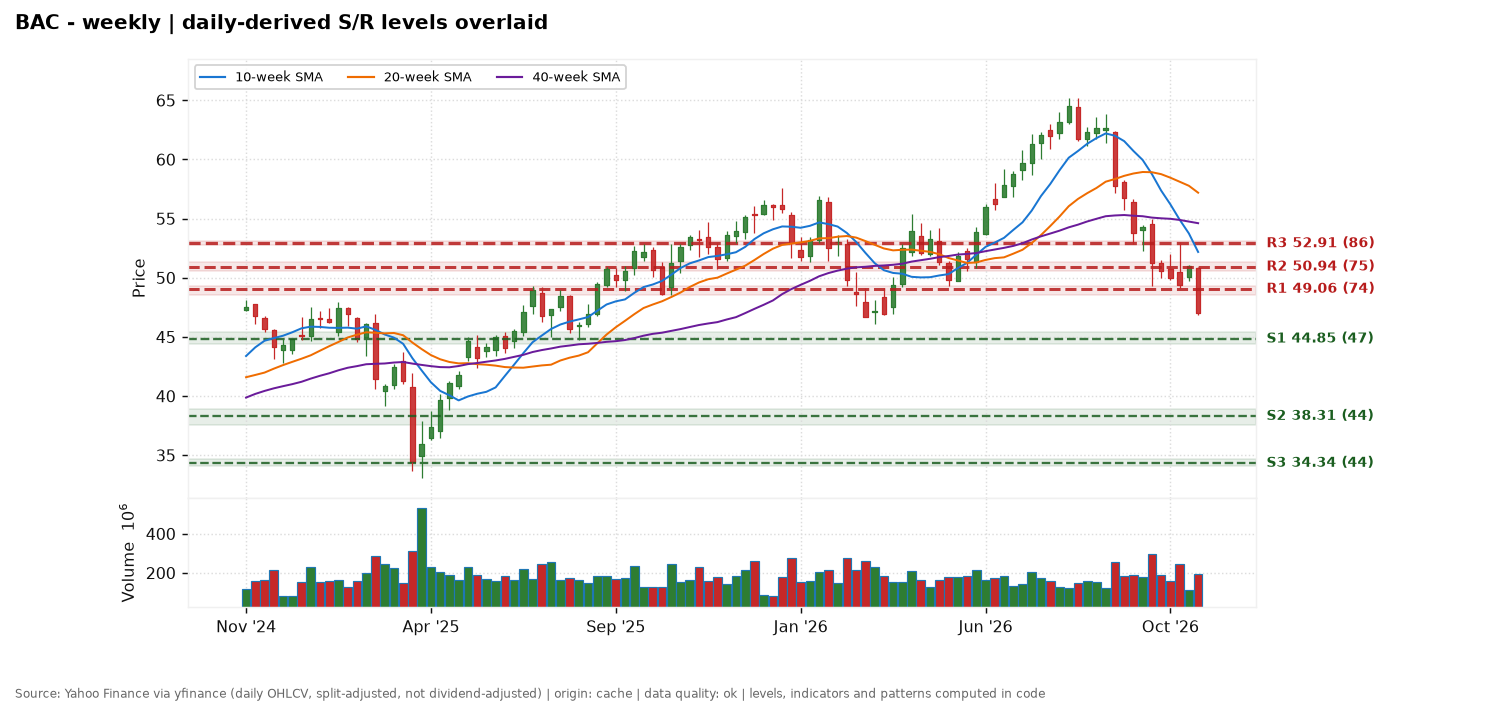 BAC - weekly | daily-derived S/R levels overlaid
10-week SMA 20-week SMA 40-week SMA
Price
65
60
55
50
45
40
35
R3 52.91 (86)
R2 50.94 (75)
R1 49.06 (74)
S1 44.85 (47)
S2 38.31 (44)
S3 34.34 (44)
Volume 10⁶
400
200
Nov '24 Apr '25 Sep '25 Jan '26 Jun '26 Oct '26
Source: Yahoo Finance via yfinance (daily OHLCV, split-adjusted, not dividend-adjusted) | origin: cache | data quality: ok | levels, indicators and patterns computed in code